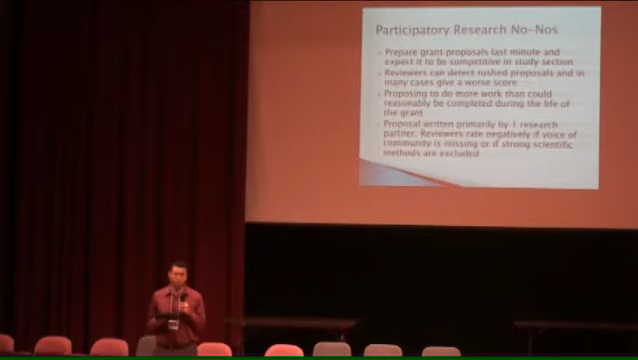 Participatory Research No-Nos
Prepare grant proposals last minute and
expect it to be competitive in study section
Reviewers can detect rushed proposals and in
many cases give a worse score
Proposing to do more work than could
reasonably be completed during the life of
the grant
Proposal written primarily by 1 research
partner: Reviewers rate negatively if voice of
community is missing or if strong scientific
methods are excluded